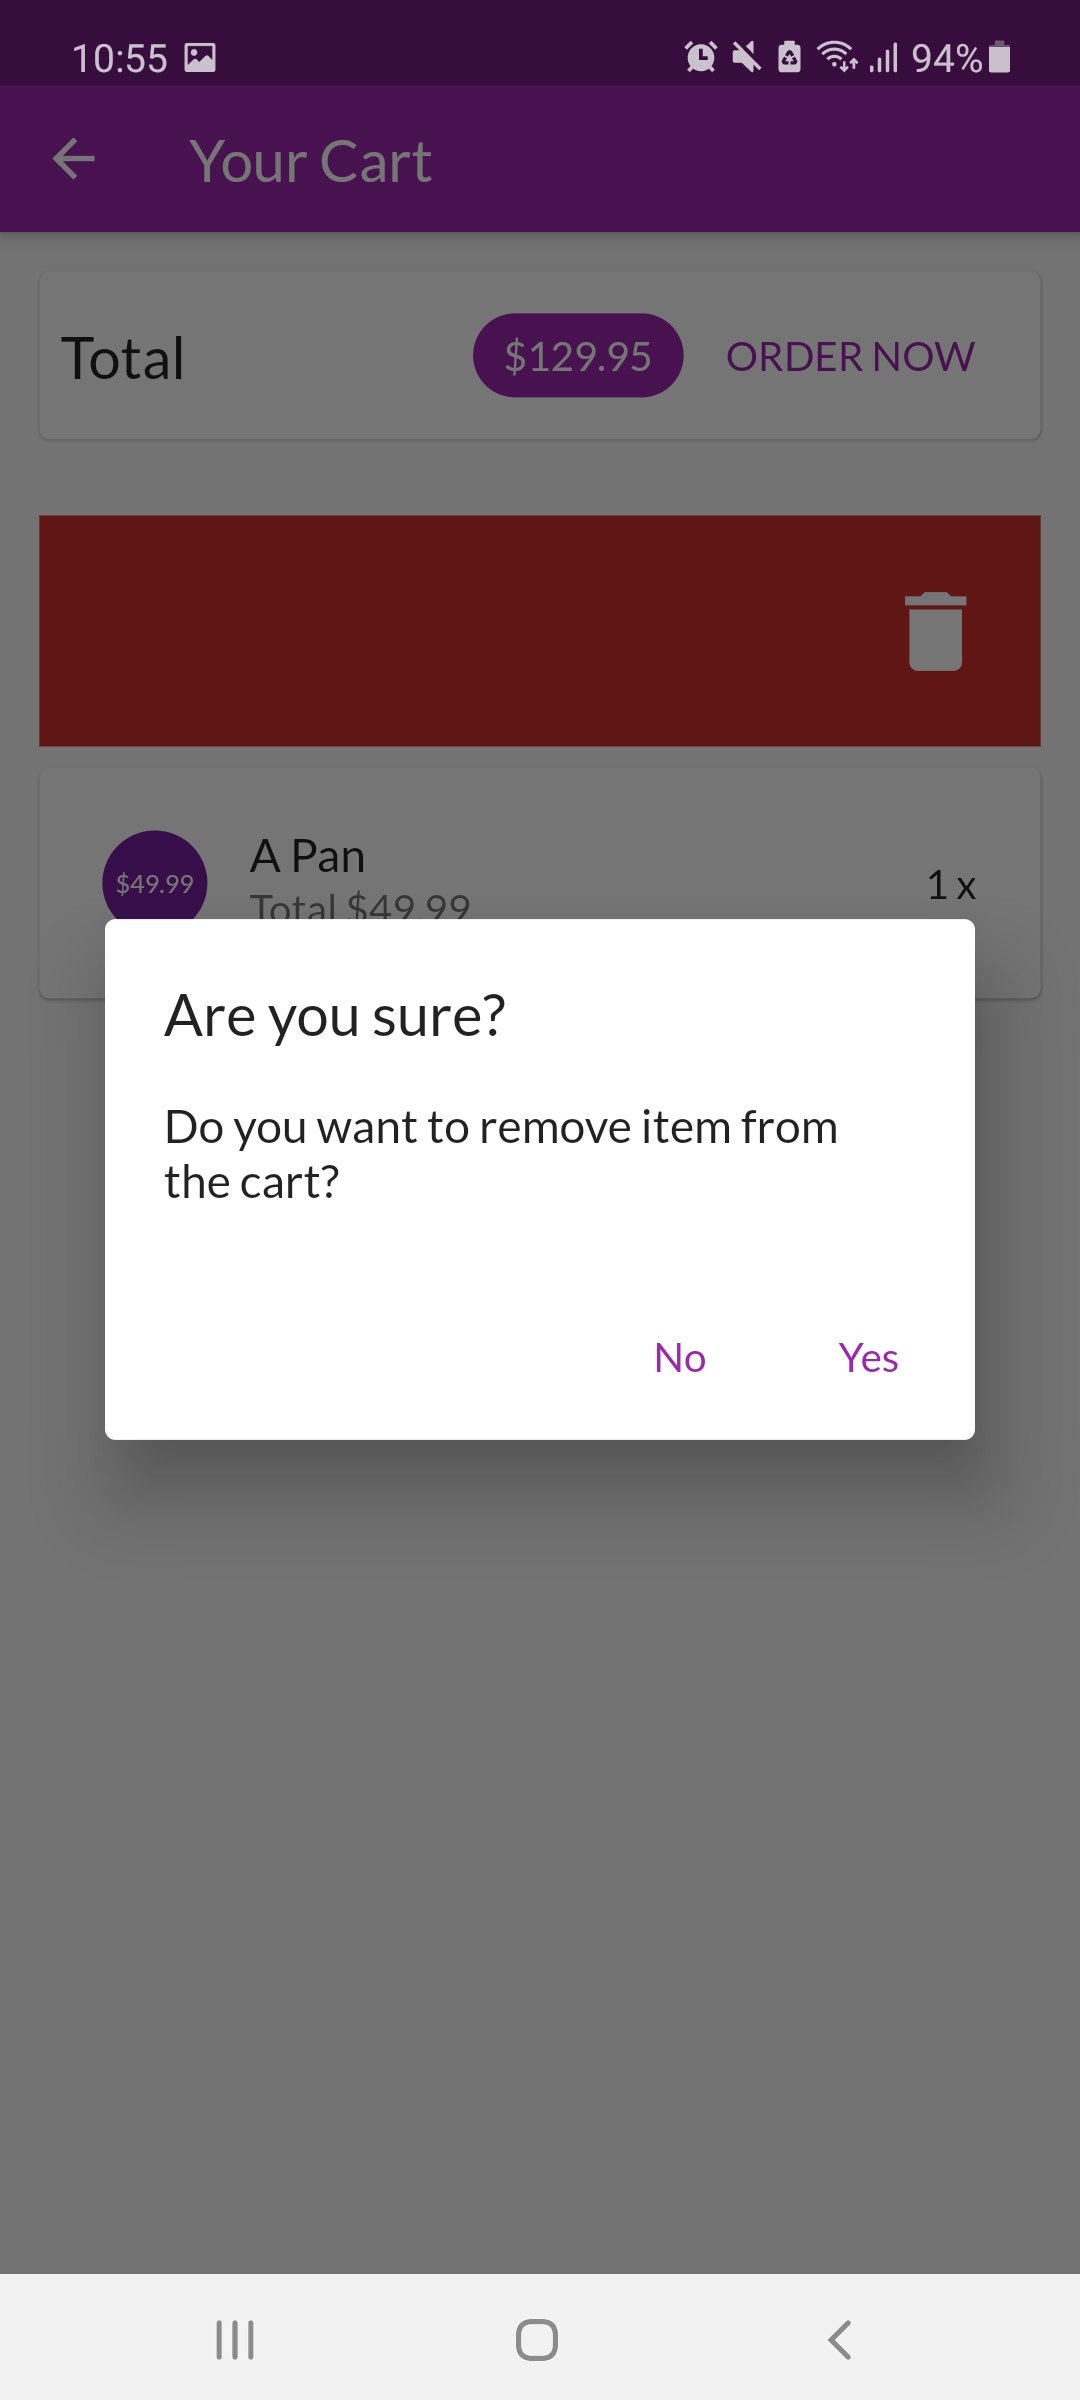 10:55 94%
Your Cart
Total $129.95 ORDER NOW
$49.99 A Pan 1 x
Total $49.99
Are you sure?
Do you want to remove item from
the cart?
No Yes